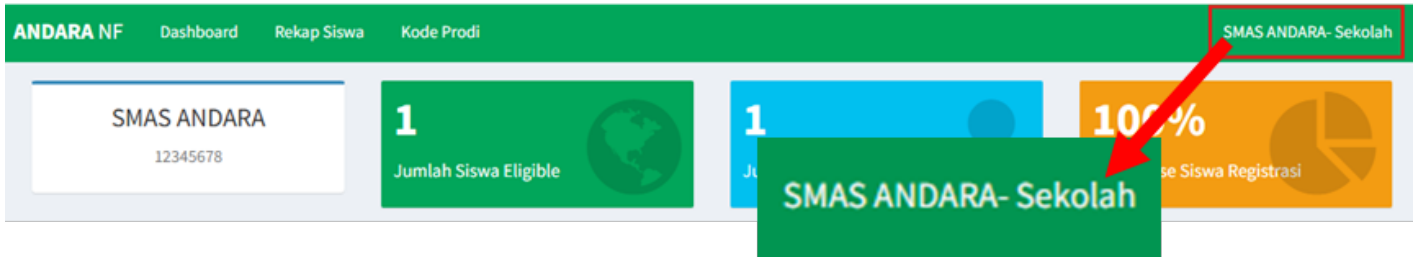 ANDARA NF Dashboard Rekap Siswa Kode Prodi SMAS ANDARA- Sekolah
SMAS ANDARA
12345678
1
Jumlah Siswa Eligible
1
100%
Siswa Registrasi
SMAS ANDARA- Sekolah